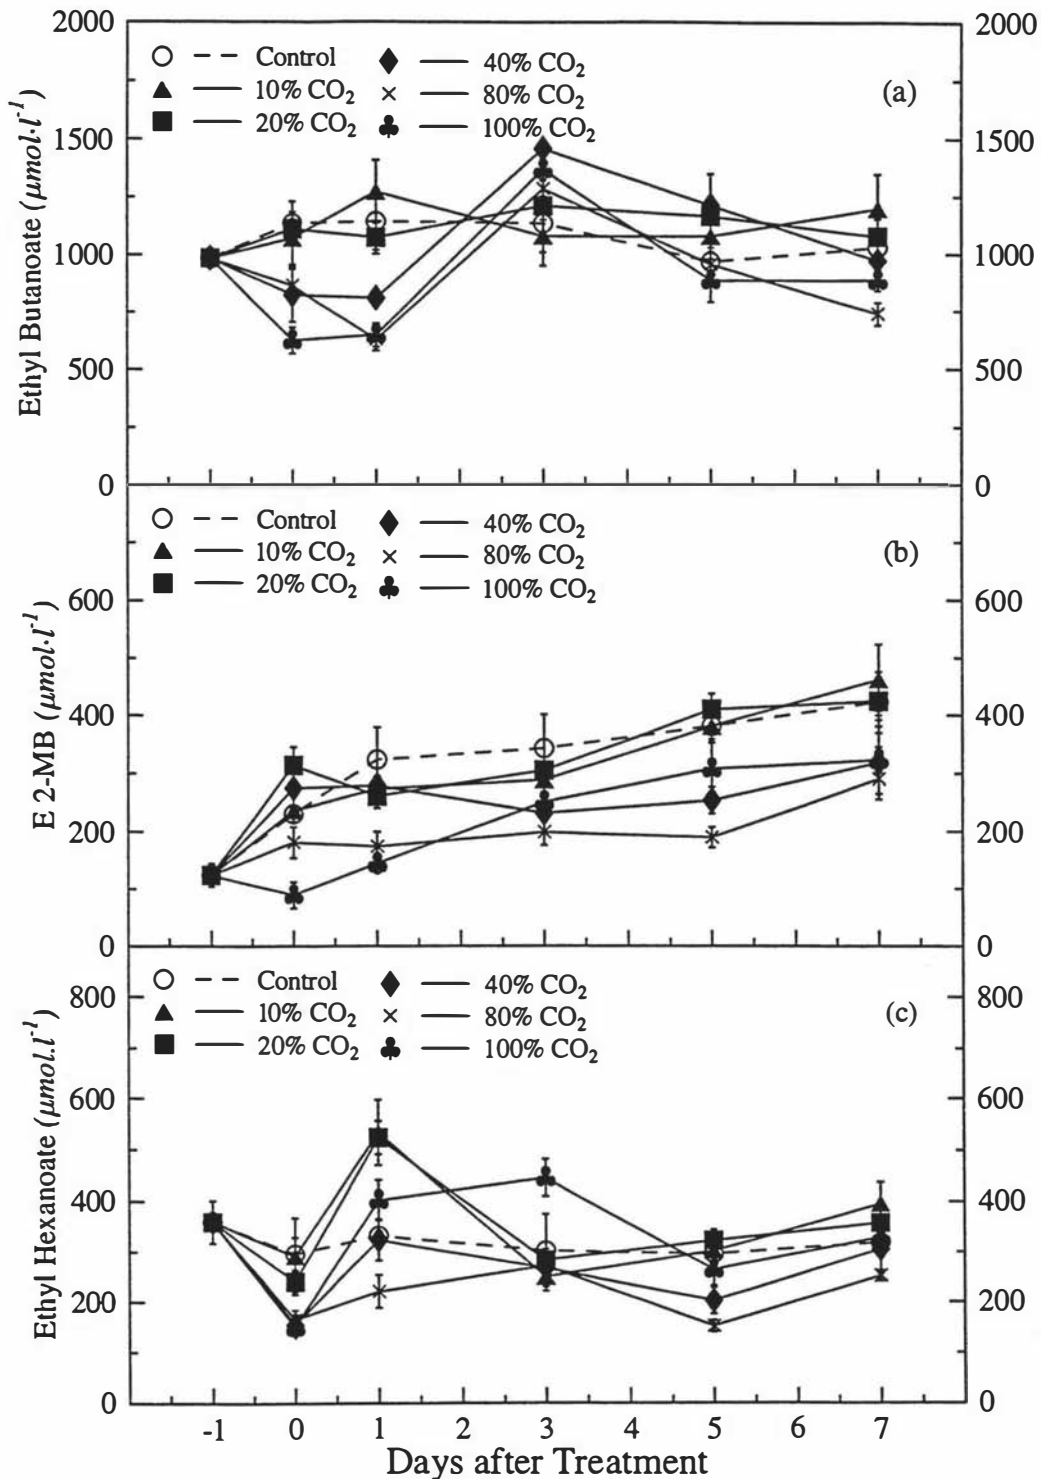 2000
1500
1000
500
0
Ethyl Butanoate (μmol·l⁻¹)
Control
10% CO₂
20% CO₂
40% CO₂
80% CO₂
100% CO₂
(a)
2000
1500
1000
500
0
600
400
200
0
E 2-MB (μmol·l⁻¹)
Control
10% CO₂
20% CO₂
40% CO₂
80% CO₂
100% CO₂
(b)
600
400
200
0
800
600
400
200
0
Ethyl Hexanoate (μmol.l⁻¹)
Control
10% CO₂
20% CO₂
40% CO₂
80% CO₂
100% CO₂
(c)
800
600
400
200
0
-1 0 1 2 3 4 5 6 7
Days after Treatment